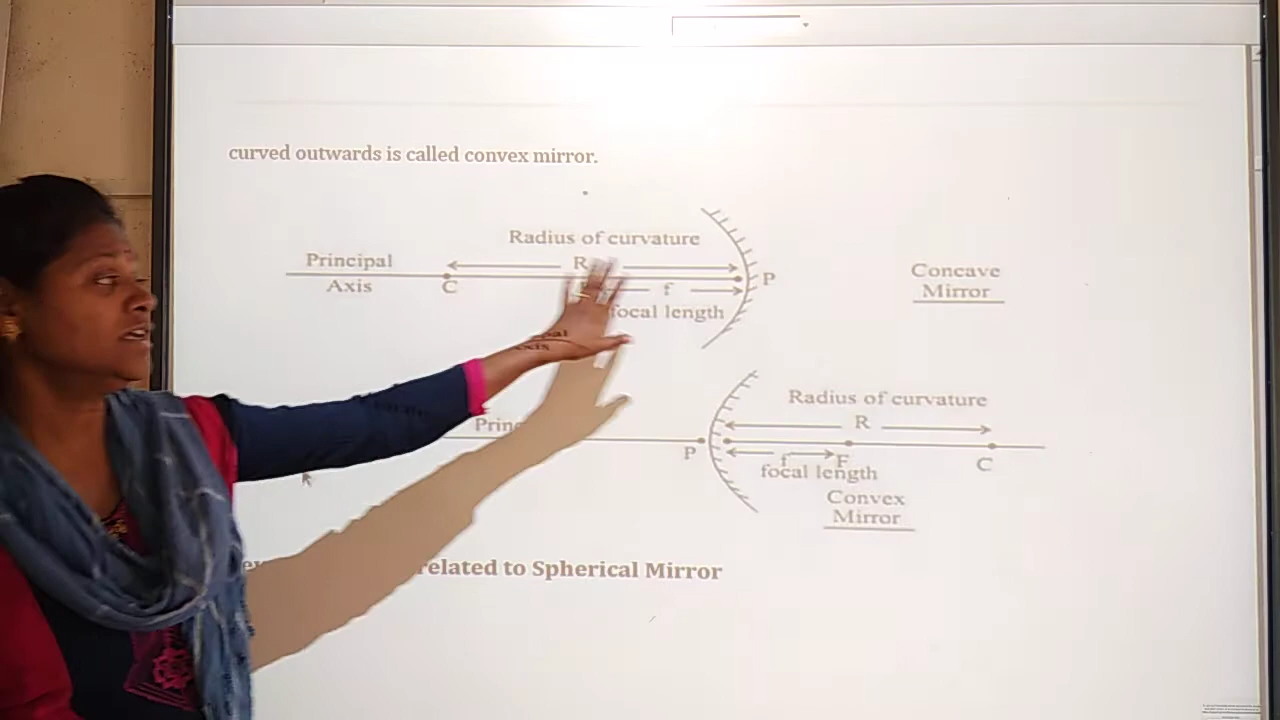 curved outwards is called convex mirror.
Radius of curvature
Principal
R
Axis
C
f
P
focal length
Concave
Mirror
Radius of curvature
R
P
f
F
C
focal length
Convex
Mirror
related to Spherical Mirror